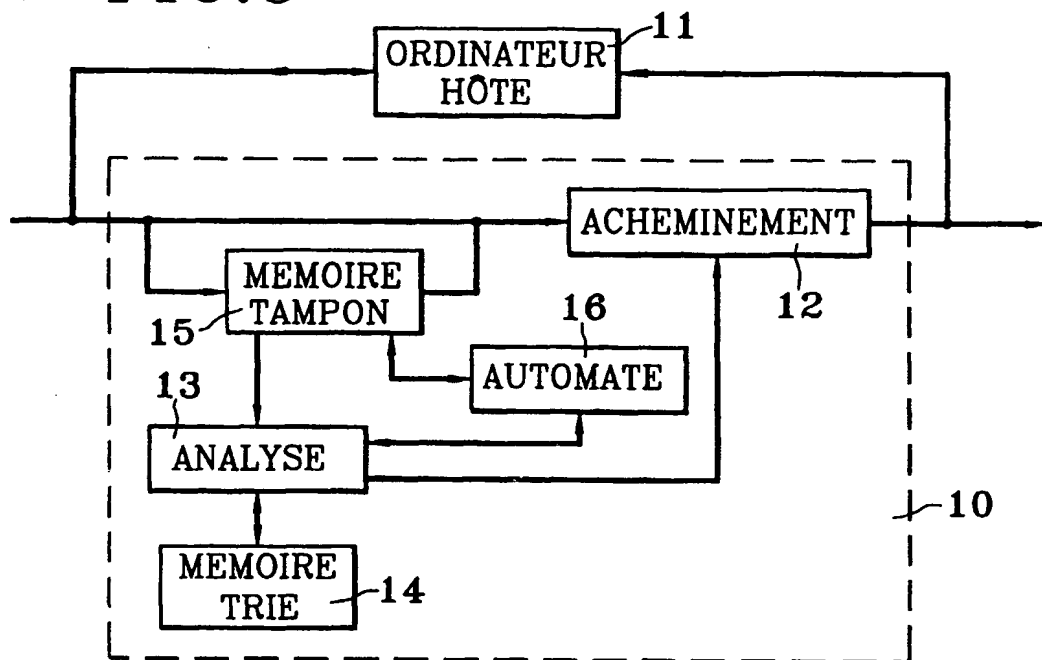 11
ORDINATEUR
HÔTE
ACHEMINEMENT
12
MEMOIRE
TAMPON
15
16
AUTOMATE
13
ANALYSE
10
MEMOIRE
TRIE
14